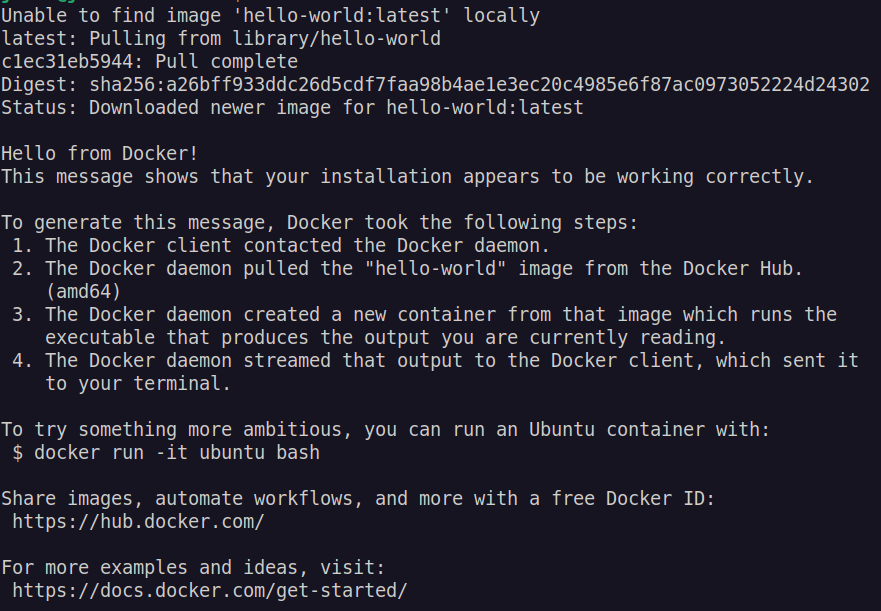 Unable to find image 'hello-world:latest' locally
latest: Pulling from library/hello-world
c1ec31eb5944: Pull complete
Digest: sha256:a26bff933ddc26d5cdf7faa98b4ae1e3ec20c4985e6f87ac0973052224d24302
Status: Downloaded newer image for hello-world:latest

Hello from Docker!
This message shows that your installation appears to be working correctly.

To generate this message, Docker took the following steps:
 1. The Docker client contacted the Docker daemon.
 2. The Docker daemon pulled the "hello-world" image from the Docker Hub.
    (amd64)
 3. The Docker daemon created a new container from that image which runs the
    executable that produces the output you are currently reading.
 4. The Docker daemon streamed that output to the Docker client, which sent it
    to your terminal.

To try something more ambitious, you can run an Ubuntu container with:
 $ docker run -it ubuntu bash

Share images, automate workflows, and more with a free Docker ID:
 https://hub.docker.com/

For more examples and ideas, visit:
 https://docs.docker.com/get-started/